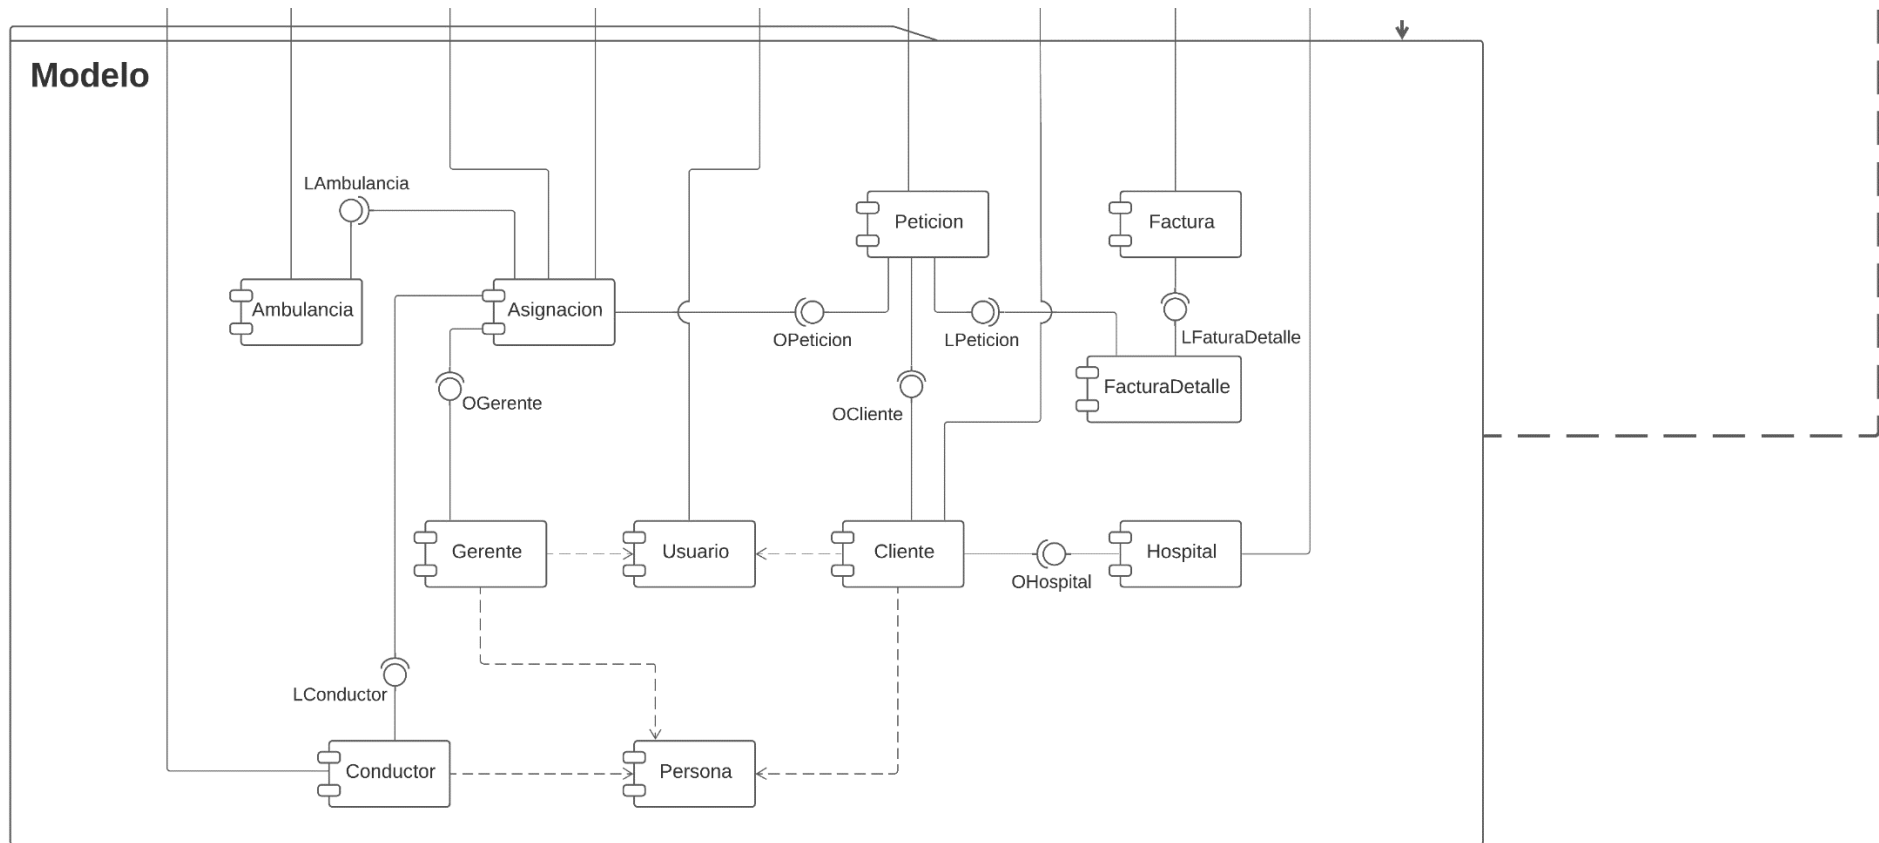 Modelo
LAmbulancia
Peticion
Factura
Ambulancia
Asignacion
OPeticion
LPeticion
LFaturaDetalle
FacturaDetalle
OGerente
OCliente
Gerente
Usuario
Cliente
Hospital
OHospital
LConductor
Conductor
Persona